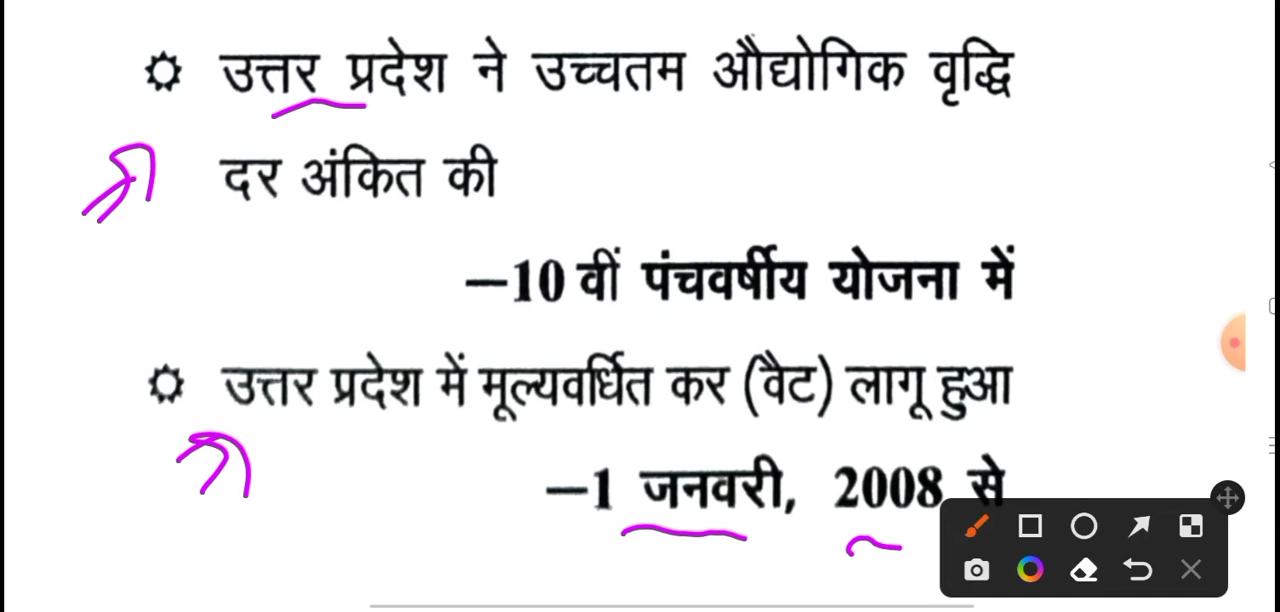 ✡ उत्तर प्रदेश ने उच्चतम औद्योगिक वृद्धि
दर अंकित की
–10 वीं पंचवर्षीय योजना में
✡ उत्तर प्रदेश में मूल्यवर्धित कर (वैट) लागू हुआ
–1 जनवरी, 2008 से